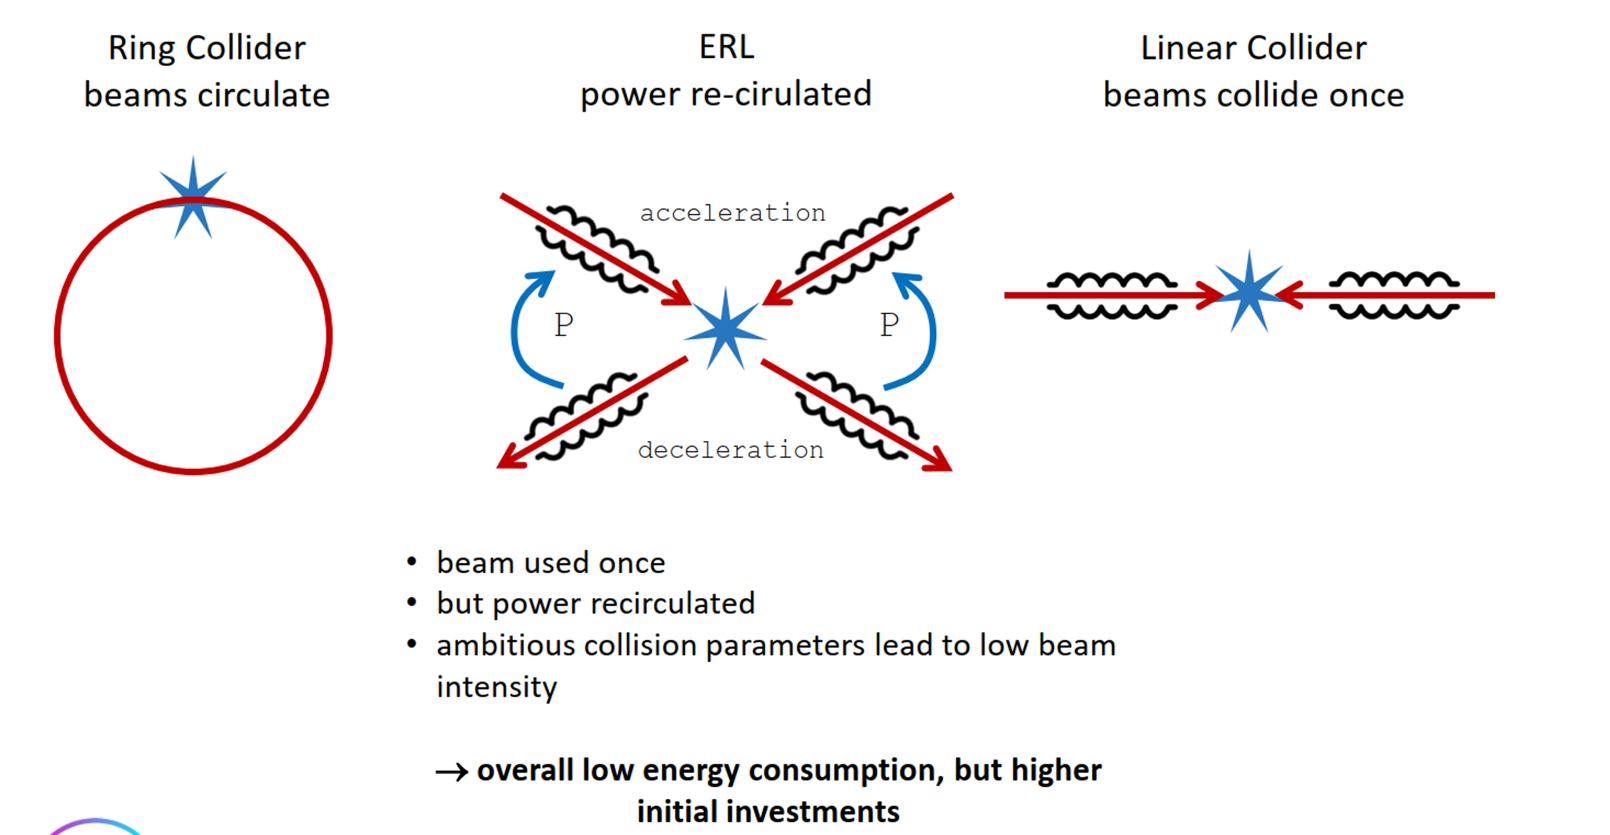 Ring Collider
beams circulate
ERL
power re-cirulated
Linear Collider
beams collide once
acceleration
P
P
deceleration
• beam used once
• but power recirculated
• ambitious collision parameters lead to low beam
intensity
→ overall low energy consumption, but higher
initial investments